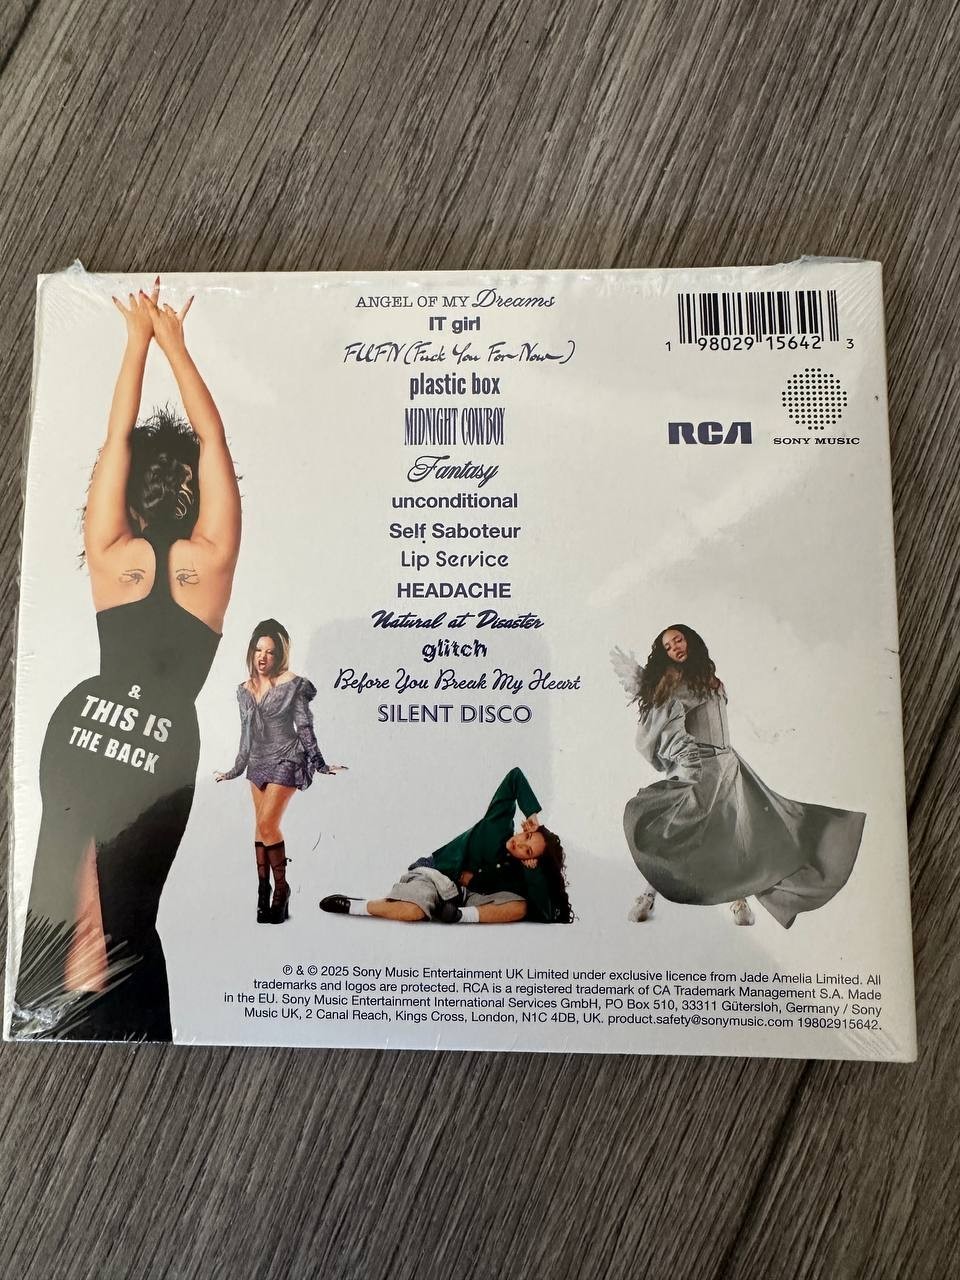 ANGEL OF MY Dreams
IT girl
FUFN (Fuck You For Now)
plastic box
MIDNIGHT COWBOY
Fantasy
unconditional
Self Saboteur
Lip Service
HEADACHE
Natural at Disaster
glitch
Before You Break My Heart
SILENT DISCO
1 98029 15642 3
RCA
SONY MUSIC
&
THIS IS
THE BACK
℗ & © 2025 Sony Music Entertainment UK Limited under exclusive licence from Jade Amelia Limited. All
trademarks and logos are protected. RCA is a registered trademark of CA Trademark Management S.A. Made
in the EU. Sony Music Entertainment International Services GmbH, PO Box 510, 33311 Gütersloh, Germany / Sony
Music UK, 2 Canal Reach, Kings Cross, London, N1C 4DB, UK. product.safety@sonymusic.com 19802915642.